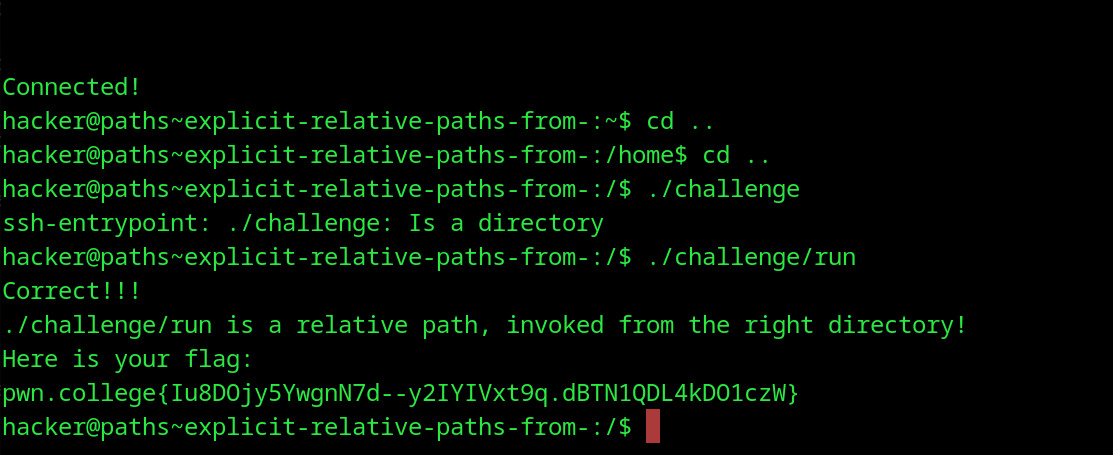 Connected!
hacker@paths~explicit-relative-paths-from-:~$ cd ..
hacker@paths~explicit-relative-paths-from-:/home$ cd ..
hacker@paths~explicit-relative-paths-from-:/$ ./challenge
ssh-entrypoint: ./challenge: Is a directory
hacker@paths~explicit-relative-paths-from-:/$ ./challenge/run
Correct!!!
./challenge/run is a relative path, invoked from the right directory!
Here is your flag:
pwn.college{Iu8DOjy5YwgnN7d--y2IYIVxt9q.dBTN1QDL4kDO1czW}
hacker@paths~explicit-relative-paths-from-:/$